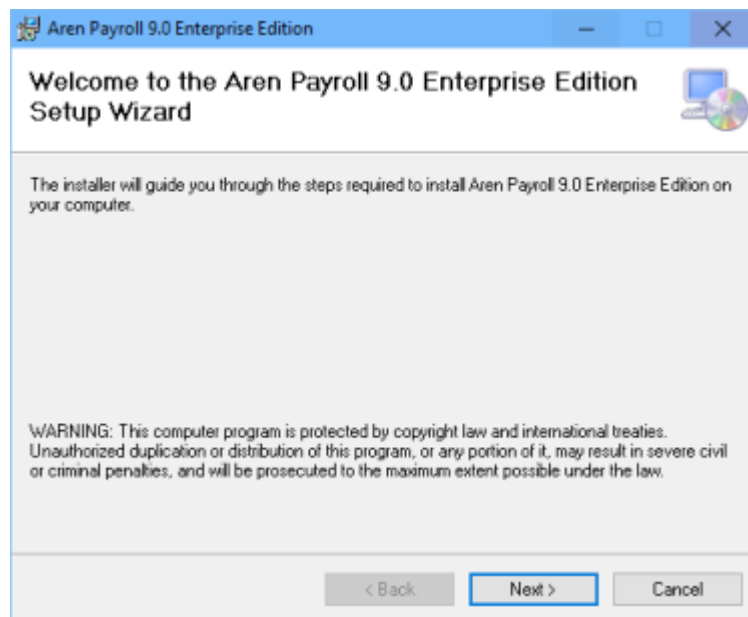 Aren Payroll 9.0 Enterprise Edition
Welcome to the Aren Payroll 9.0 Enterprise Edition
Setup Wizard
The installer will guide you through the steps required to install Aren Payroll 9.0 Enterprise Edition on
your computer.
WARNING: This computer program is protected by copyright law and international treaties.
Unauthorized duplication or distribution of this program, or any portion of it, may result in severe civil
or criminal penalties, and will be prosecuted to the maximum extent possible under the law.
< Back Next > Cancel